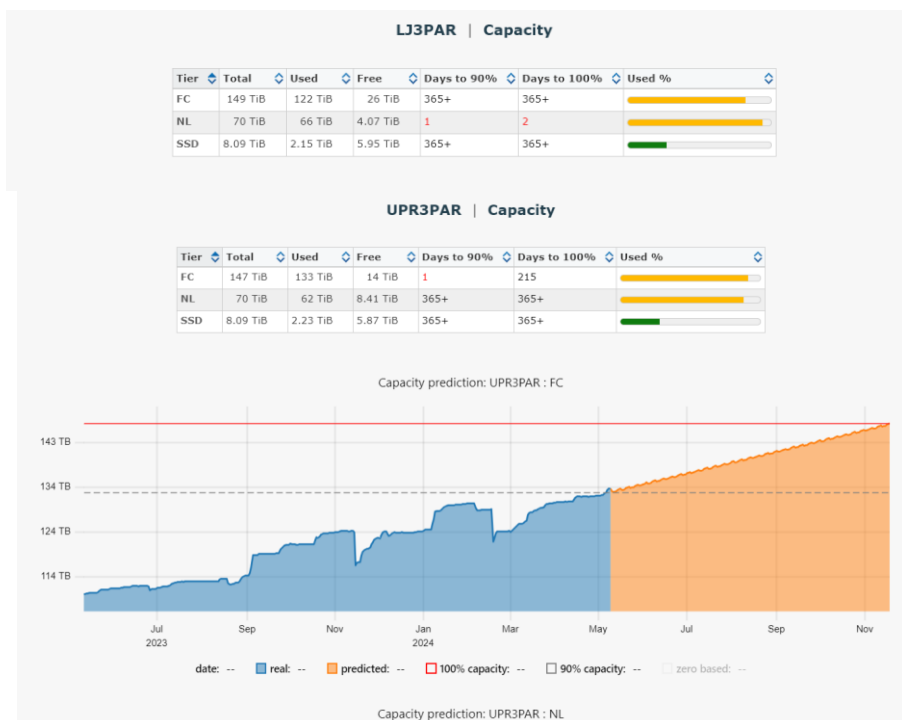 LJ3PAR | Capacity
Tier Total Used Free Days to 90% Days to 100% Used %
FC 149 TiB 122 TiB 26 TiB 365+ 365+
NL 70 TiB 66 TiB 4.07 TiB 1 2
SSD 8.09 TiB 2.15 TiB 5.95 TiB 365+ 365+
UPR3PAR | Capacity
Tier Total Used Free Days to 90% Days to 100% Used %
FC 147 TiB 133 TiB 14 TiB 1 215
NL 70 TiB 62 TiB 8.41 TiB 365+ 365+
SSD 8.09 TiB 2.23 TiB 5.87 TiB 365+ 365+
Capacity prediction: UPR3PAR : FC
143 TB
134 TB
124 TB
114 TB
Jul Sep Nov Jan Mar May Jul Sep Nov
2023 2024
date: -- real: -- predicted: -- 100% capacity: -- 90% capacity: -- zero based: --
Capacity prediction: UPR3PAR : NL